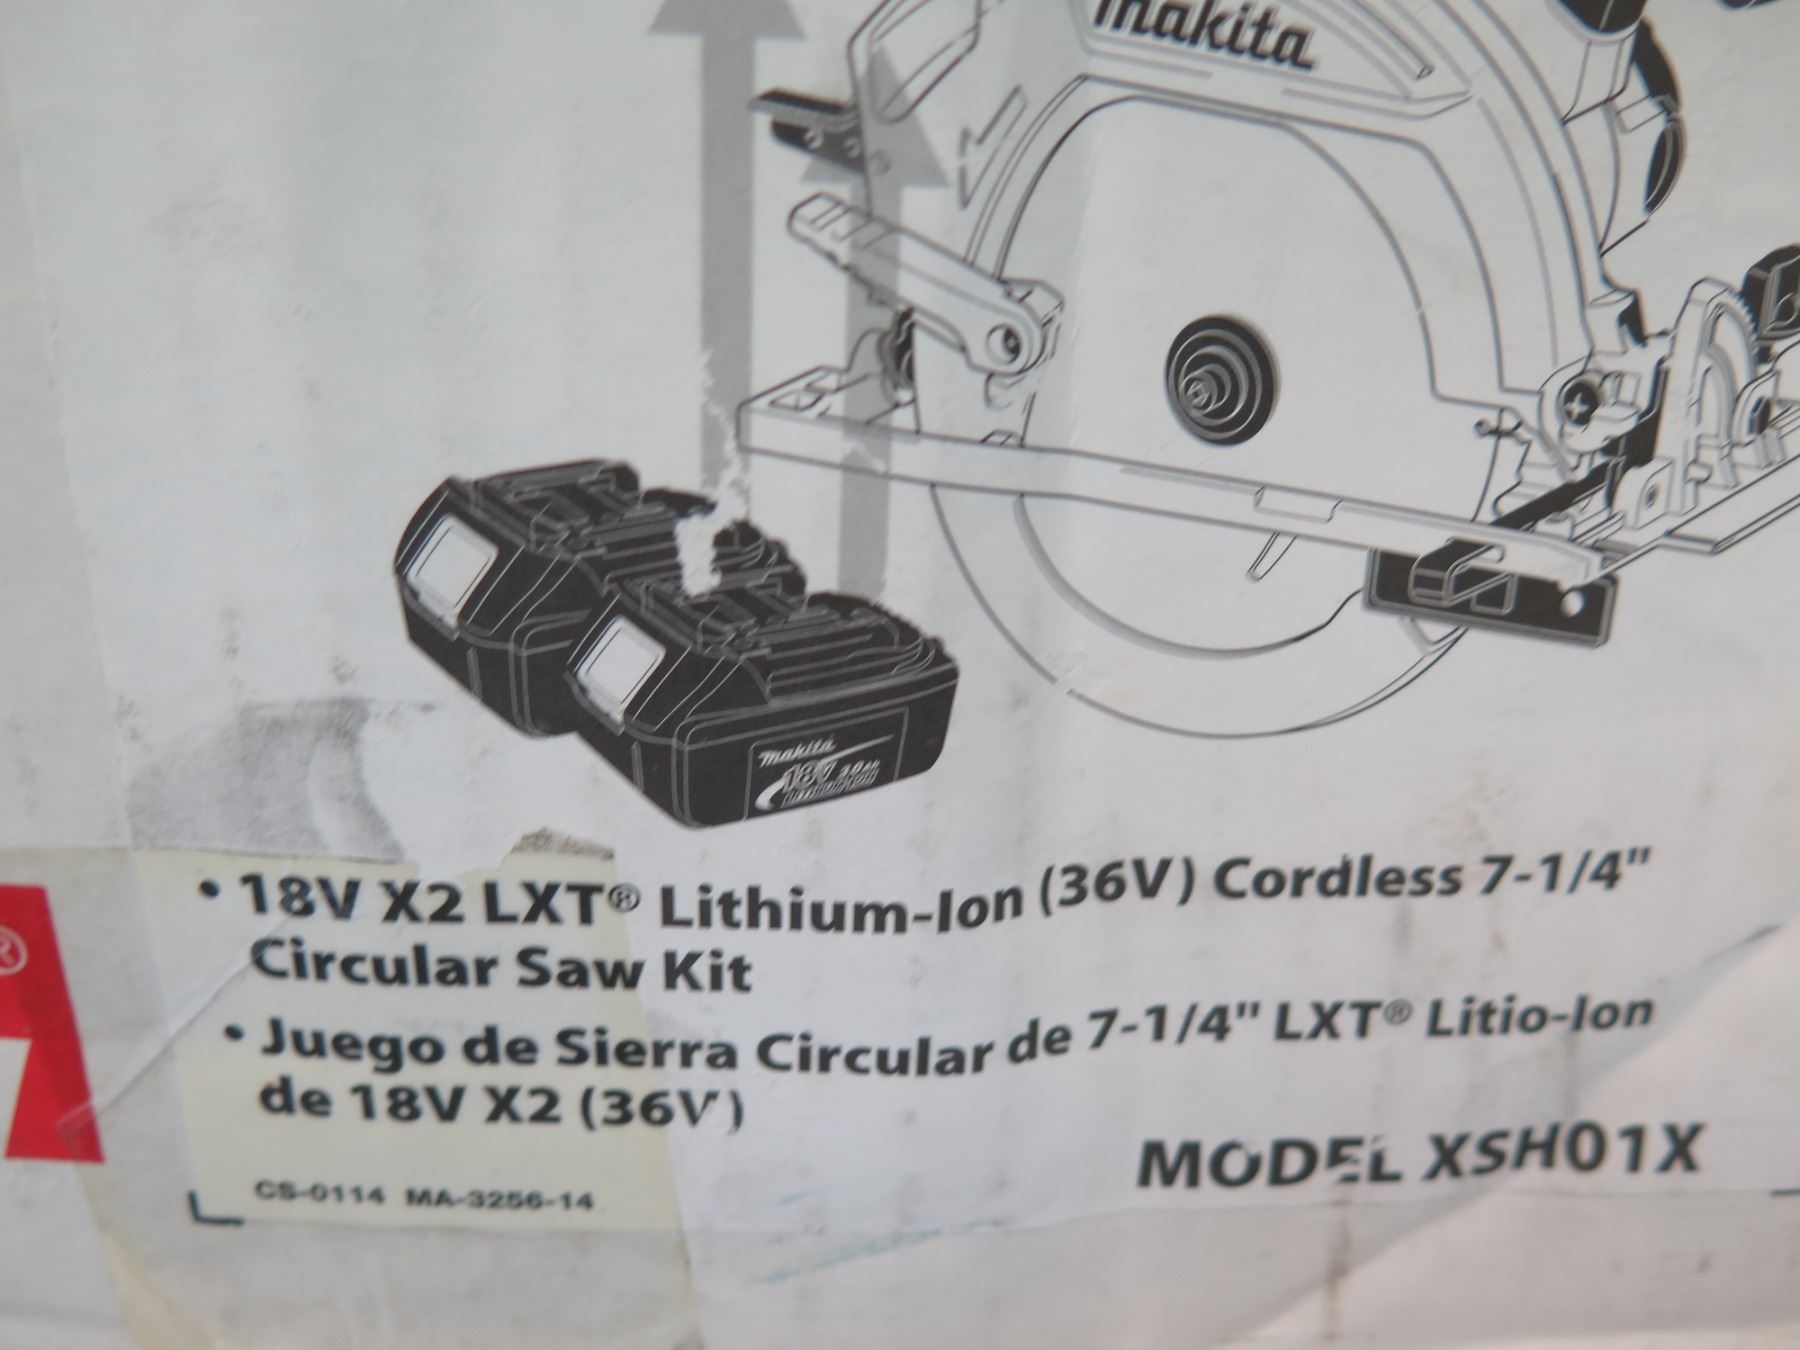 makita
makita
18V 3.0Ah
• 18V X2 LXT® Lithium-Ion (36V) Cordless 7-1/4"
Circular Saw Kit
• Juego de Sierra Circular de 7-1/4" LXT® Litio-Ion
de 18V X2 (36V)
MODEL XSH01X
CS-0114 MA-3256-14
®